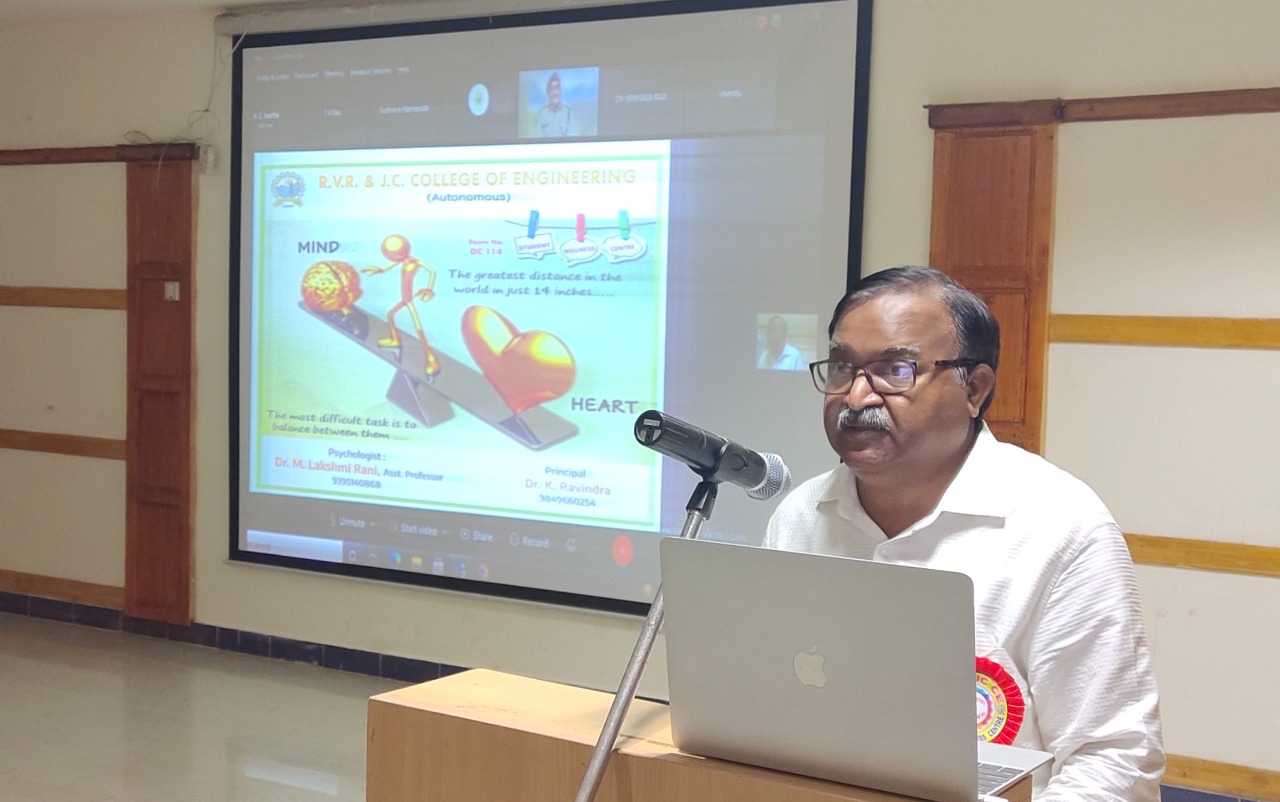 T R Rao
CH SRINIVASA RAO
R.V.R. & J.C. COLLEGE OF ENGINEERING
(Autonomous)
MIND
Room No.
DC 114
STUDENT WELLNESS CENTRE
The greatest distance in the
world in just 14 inches.....
HEART
The most difficult task is to
balance between them .....
Psychologist :
Dr. M. Lakshmi Rani, Asst. Professor
9395140868
Principal :
Dr. K. Ravindra
9849660254
Unmute
Start video
Share
Record
CENTRE